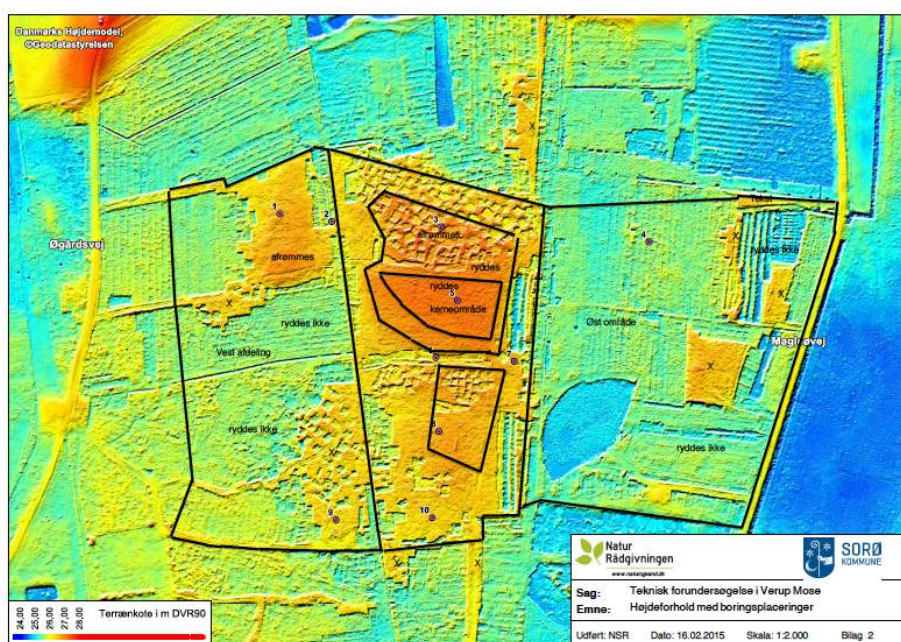 Danmarks Højdemodel,
©Geodatastyrelsen
X
Øgårdsvej
1
2
3
4
afrømmes
afrømmet
ryddes
ryddes
5
kerneområde
ryddes ikke
X
X
X
ryddes ikke
Vest afdeling
Øst område
7
X
ryddes ikke
ryddes ikke
X
8
9
10
X
X
Natur
Rådgivningen
SORØ
KOMMUNE
Sag: Teknisk forundersøgelse i Verup Mose
Emne: Højdeforhold med boringsplaceringer
24,00
25,00
26,00
27,00
28,00
Terrænkote i m DVR90
Udført: NSR Dato: 16.02.2015 Skala: 1:2.000 Bilag 2